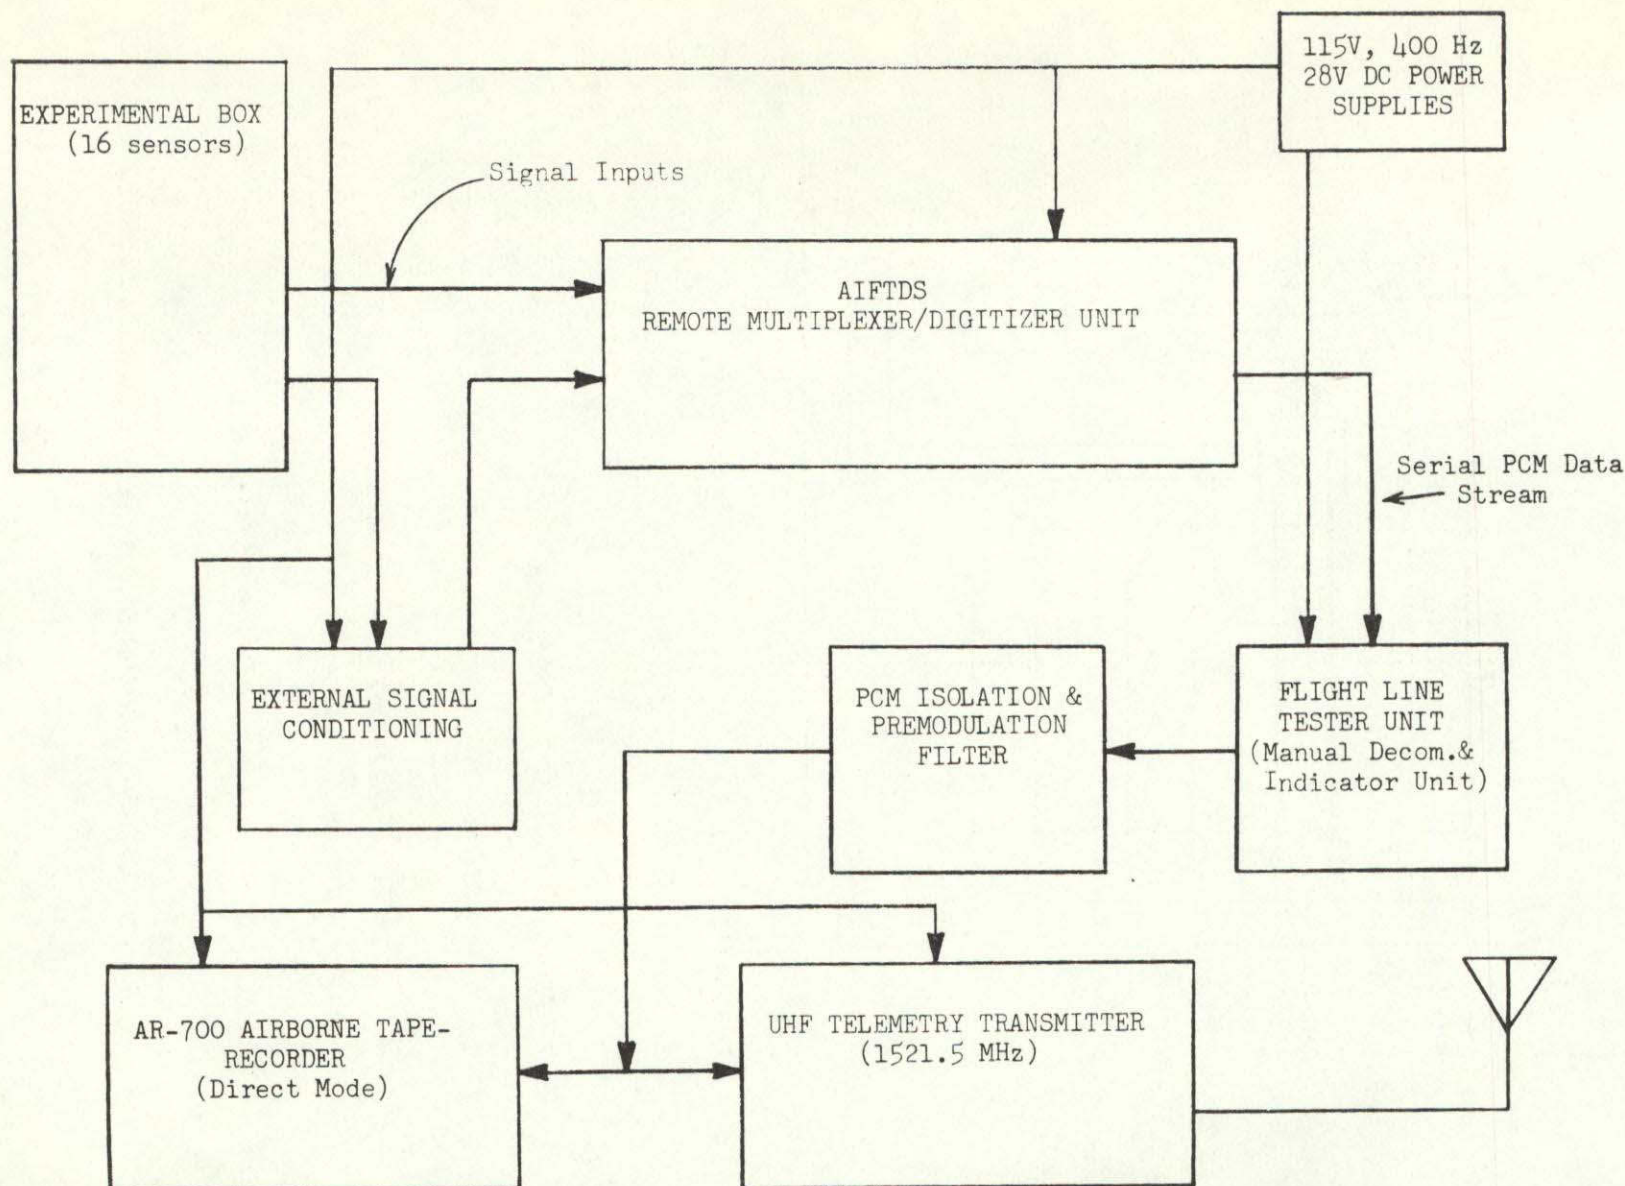 115V, 400 Hz
28V DC POWER
SUPPLIES
EXPERIMENTAL BOX
(16 sensors)
Signal Inputs
AIFTDS
REMOTE MULTIPLEXER/DIGITIZER UNIT
Serial PCM Data
Stream
EXTERNAL SIGNAL
CONDITIONING
PCM ISOLATION &
PREMODULATION
FILTER
FLIGHT LINE
TESTER UNIT
(Manual Decom.&
Indicator Unit)
AR-700 AIRBORNE TAPE-
RECORDER
(Direct Mode)
UHF TELEMETRY TRANSMITTER
(1521.5 MHz)